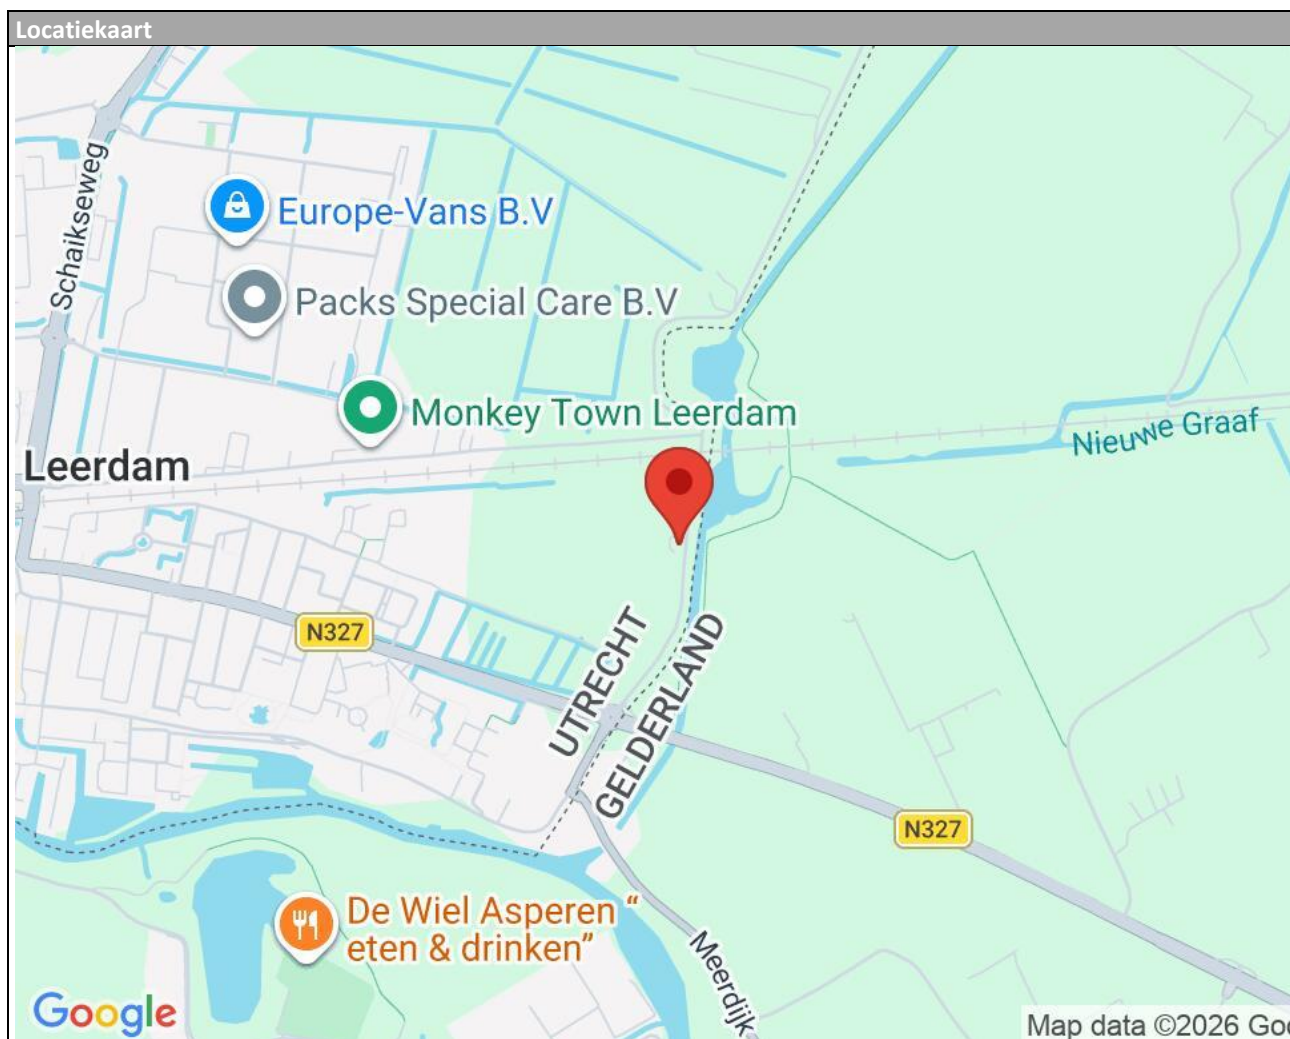 Locatiekaart
Schaikseweg
Europe-Vans B.V
Packs Special Care B.V
Monkey Town Leerdam
Leerdam
Nieuwe Graaf
N327
UTRECHT
GELDERLAND
N327
De Wiel Asperen “
eten & drinken”
Meerdijk
Google
Map data ©2026 Goo